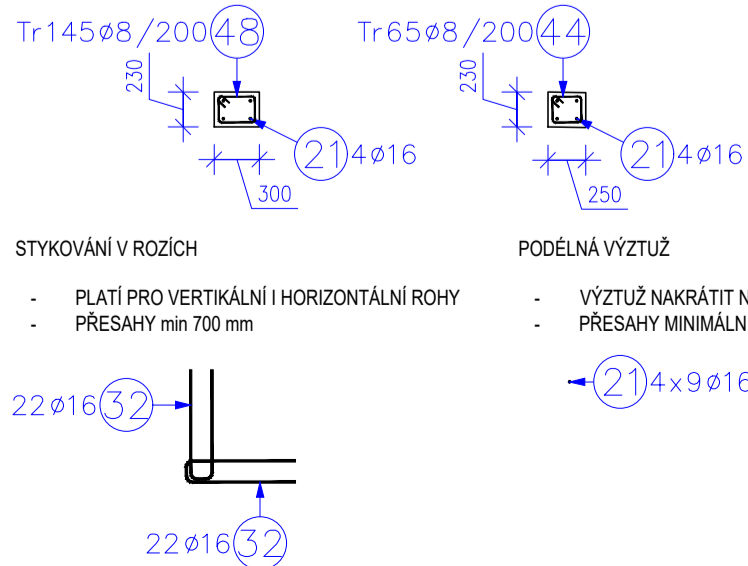 Tr145ø8/200 48
230
21 4ø16
300
Tr65ø8/200 44
230
21 4ø16
250
STYKOVÁNÍ V ROZÍCH
- PLATÍ PRO VERTIKÁLNÍ I HORIZONTÁLNÍ ROHY
- PŘESAHY min 700 mm
22ø16 32
22ø16 32
PODÉLNÁ VÝZTUŽ
- VÝZTUŽ NAKRÁTIT N
- PŘESAHY MINIMÁLN
21 4x9ø16